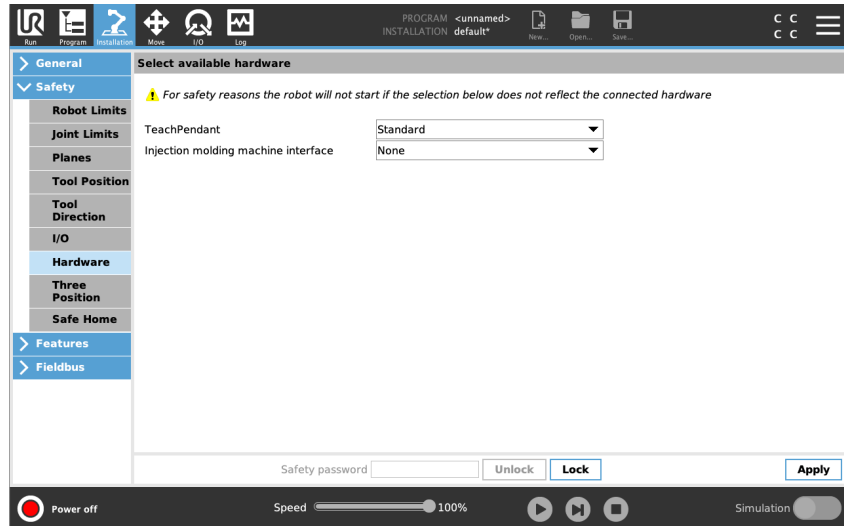 UR
Run
Program
Installation
Move
I/O
Log
PROGRAM <unnamed>
INSTALLATION default*
New...
Open...
Save...
C C
C C
General
Safety
Robot Limits
Joint Limits
Planes
Tool Position
Tool
Direction
I/O
Hardware
Three
Position
Safe Home
Features
Fieldbus
Select available hardware
For safety reasons the robot will not start if the selection below does not reflect the connected hardware
TeachPendant Standard
Injection molding machine interface None
Safety password Unlock Lock Apply
Power off Speed 100% Simulation